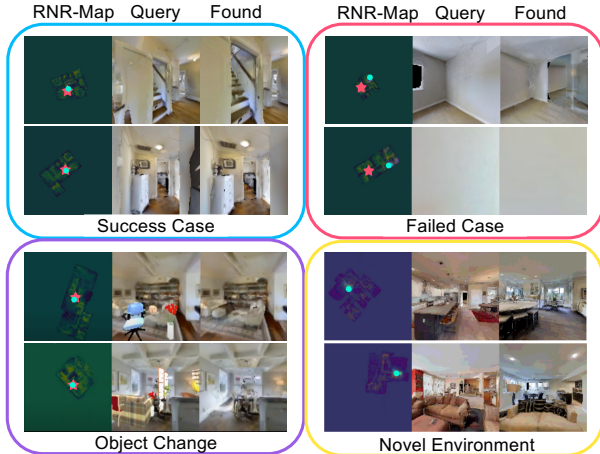 RNR-Map Query Found RNR-Map Query Found
Success Case Failed Case
Object Change Novel Environment